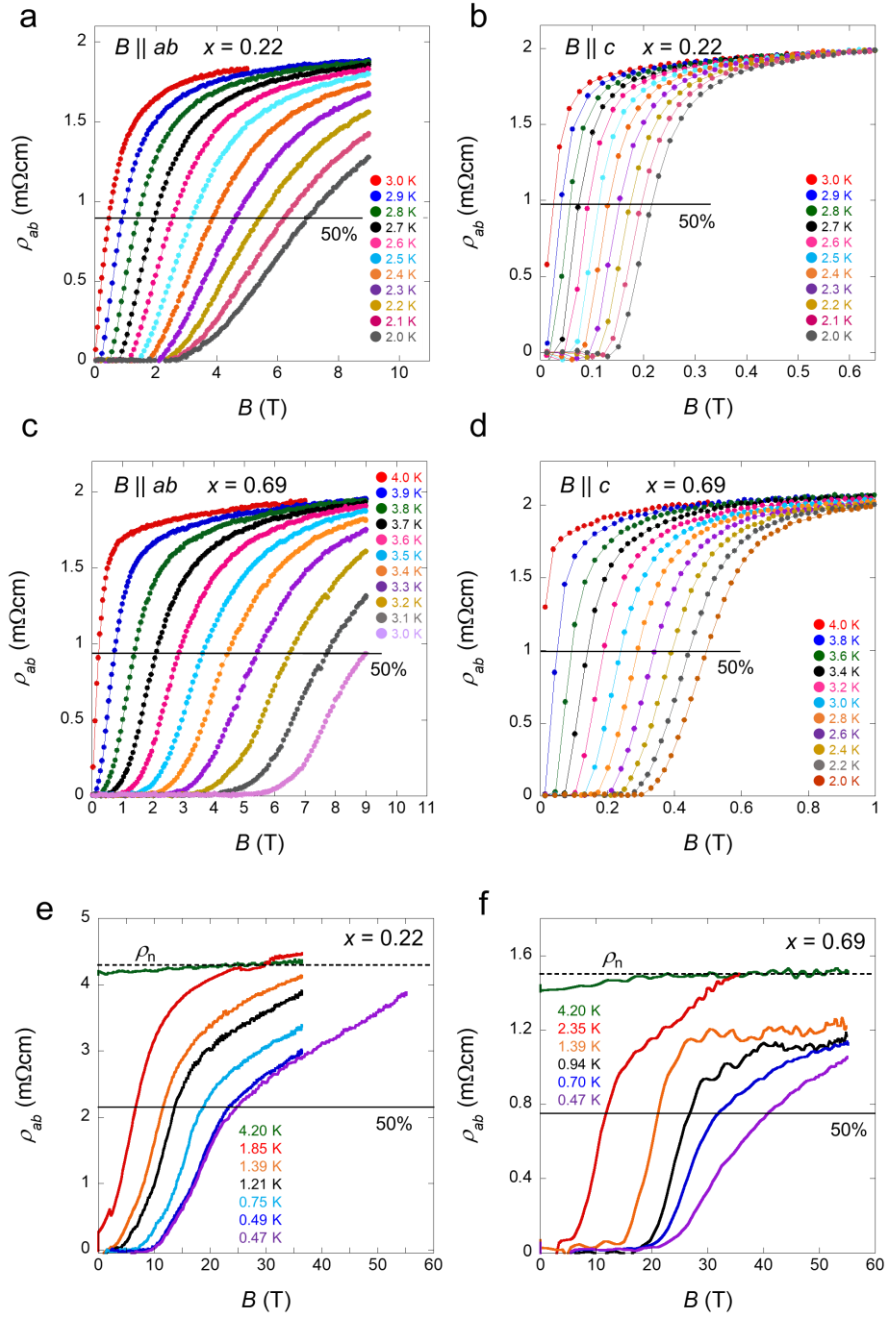 a
B || ab x = 0.22
2
1.5
1
0.5
0
ρab (mΩcm)
50%
3.0 K
2.9 K
2.8 K
2.7 K
2.6 K
2.5 K
2.4 K
2.3 K
2.2 K
2.1 K
2.0 K
0 2 4 6 8 10
B (T)
b
B || c x = 0.22
2
1.5
1
0.5
0
ρab (mΩcm)
50%
3.0 K
2.9 K
2.8 K
2.7 K
2.6 K
2.5 K
2.4 K
2.3 K
2.2 K
2.1 K
2.0 K
0 0.1 0.2 0.3 0.4 0.5 0.6
B (T)
c
B || ab x = 0.69
2
1.5
1
0.5
0
ρab (mΩcm)
50%
4.0 K
3.9 K
3.8 K
3.7 K
3.6 K
3.5 K
3.4 K
3.3 K
3.2 K
3.1 K
3.0 K
0 1 2 3 4 5 6 7 8 9 10 11
B (T)
d
B || c x = 0.69
2
1.5
1
0.5
0
ρab (mΩcm)
50%
4.0 K
3.8 K
3.6 K
3.4 K
3.2 K
3.0 K
2.8 K
2.6 K
2.4 K
2.2 K
2.0 K
0 0.2 0.4 0.6 0.8 1
B (T)
e
x = 0.22
ρn
5
4
3
2
1
0
ρab (mΩcm)
50%
4.20 K
1.85 K
1.39 K
1.21 K
0.75 K
0.49 K
0.47 K
0 10 20 30 40 50 60
B (T)
f
x = 0.69
ρn
1.6
1.2
0.8
0.4
0
ρab (mΩcm)
50%
4.20 K
2.35 K
1.39 K
0.94 K
0.70 K
0.47 K
0 10 20 30 40 50 60
B (T)